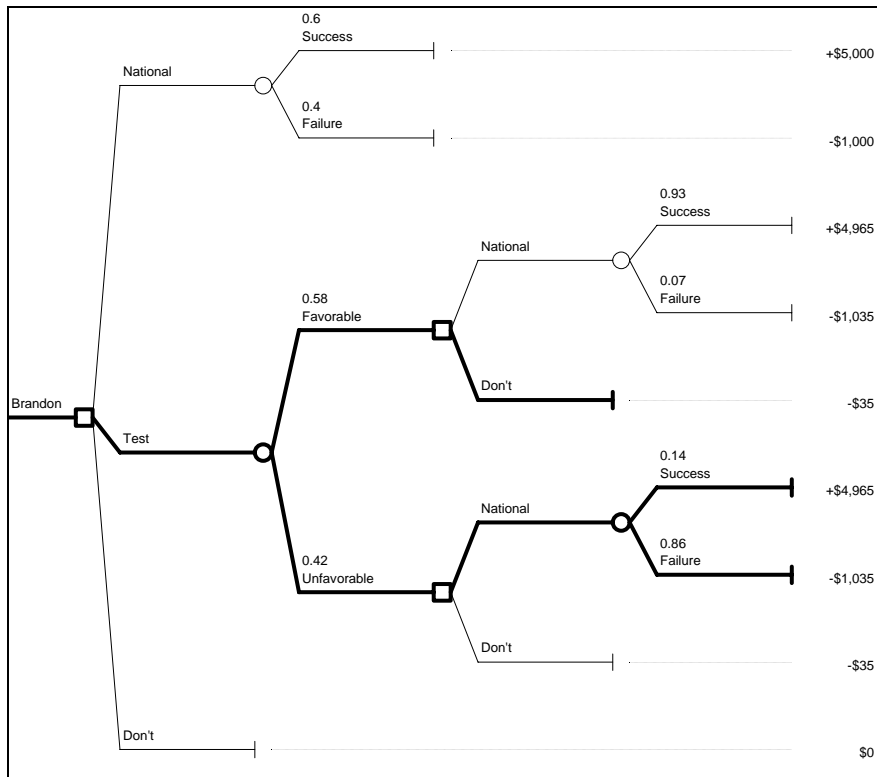 0.6
Success
+$5,000
National
0.4
Failure
-$1,000
0.93
Success
+$4,965
National
0.07
Failure
-$1,035
0.58
Favorable
Don't
-$35
Brandon
Test
0.14
Success
+$4,965
National
0.86
Failure
-$1,035
0.42
Unfavorable
Don't
-$35
Don't
$0